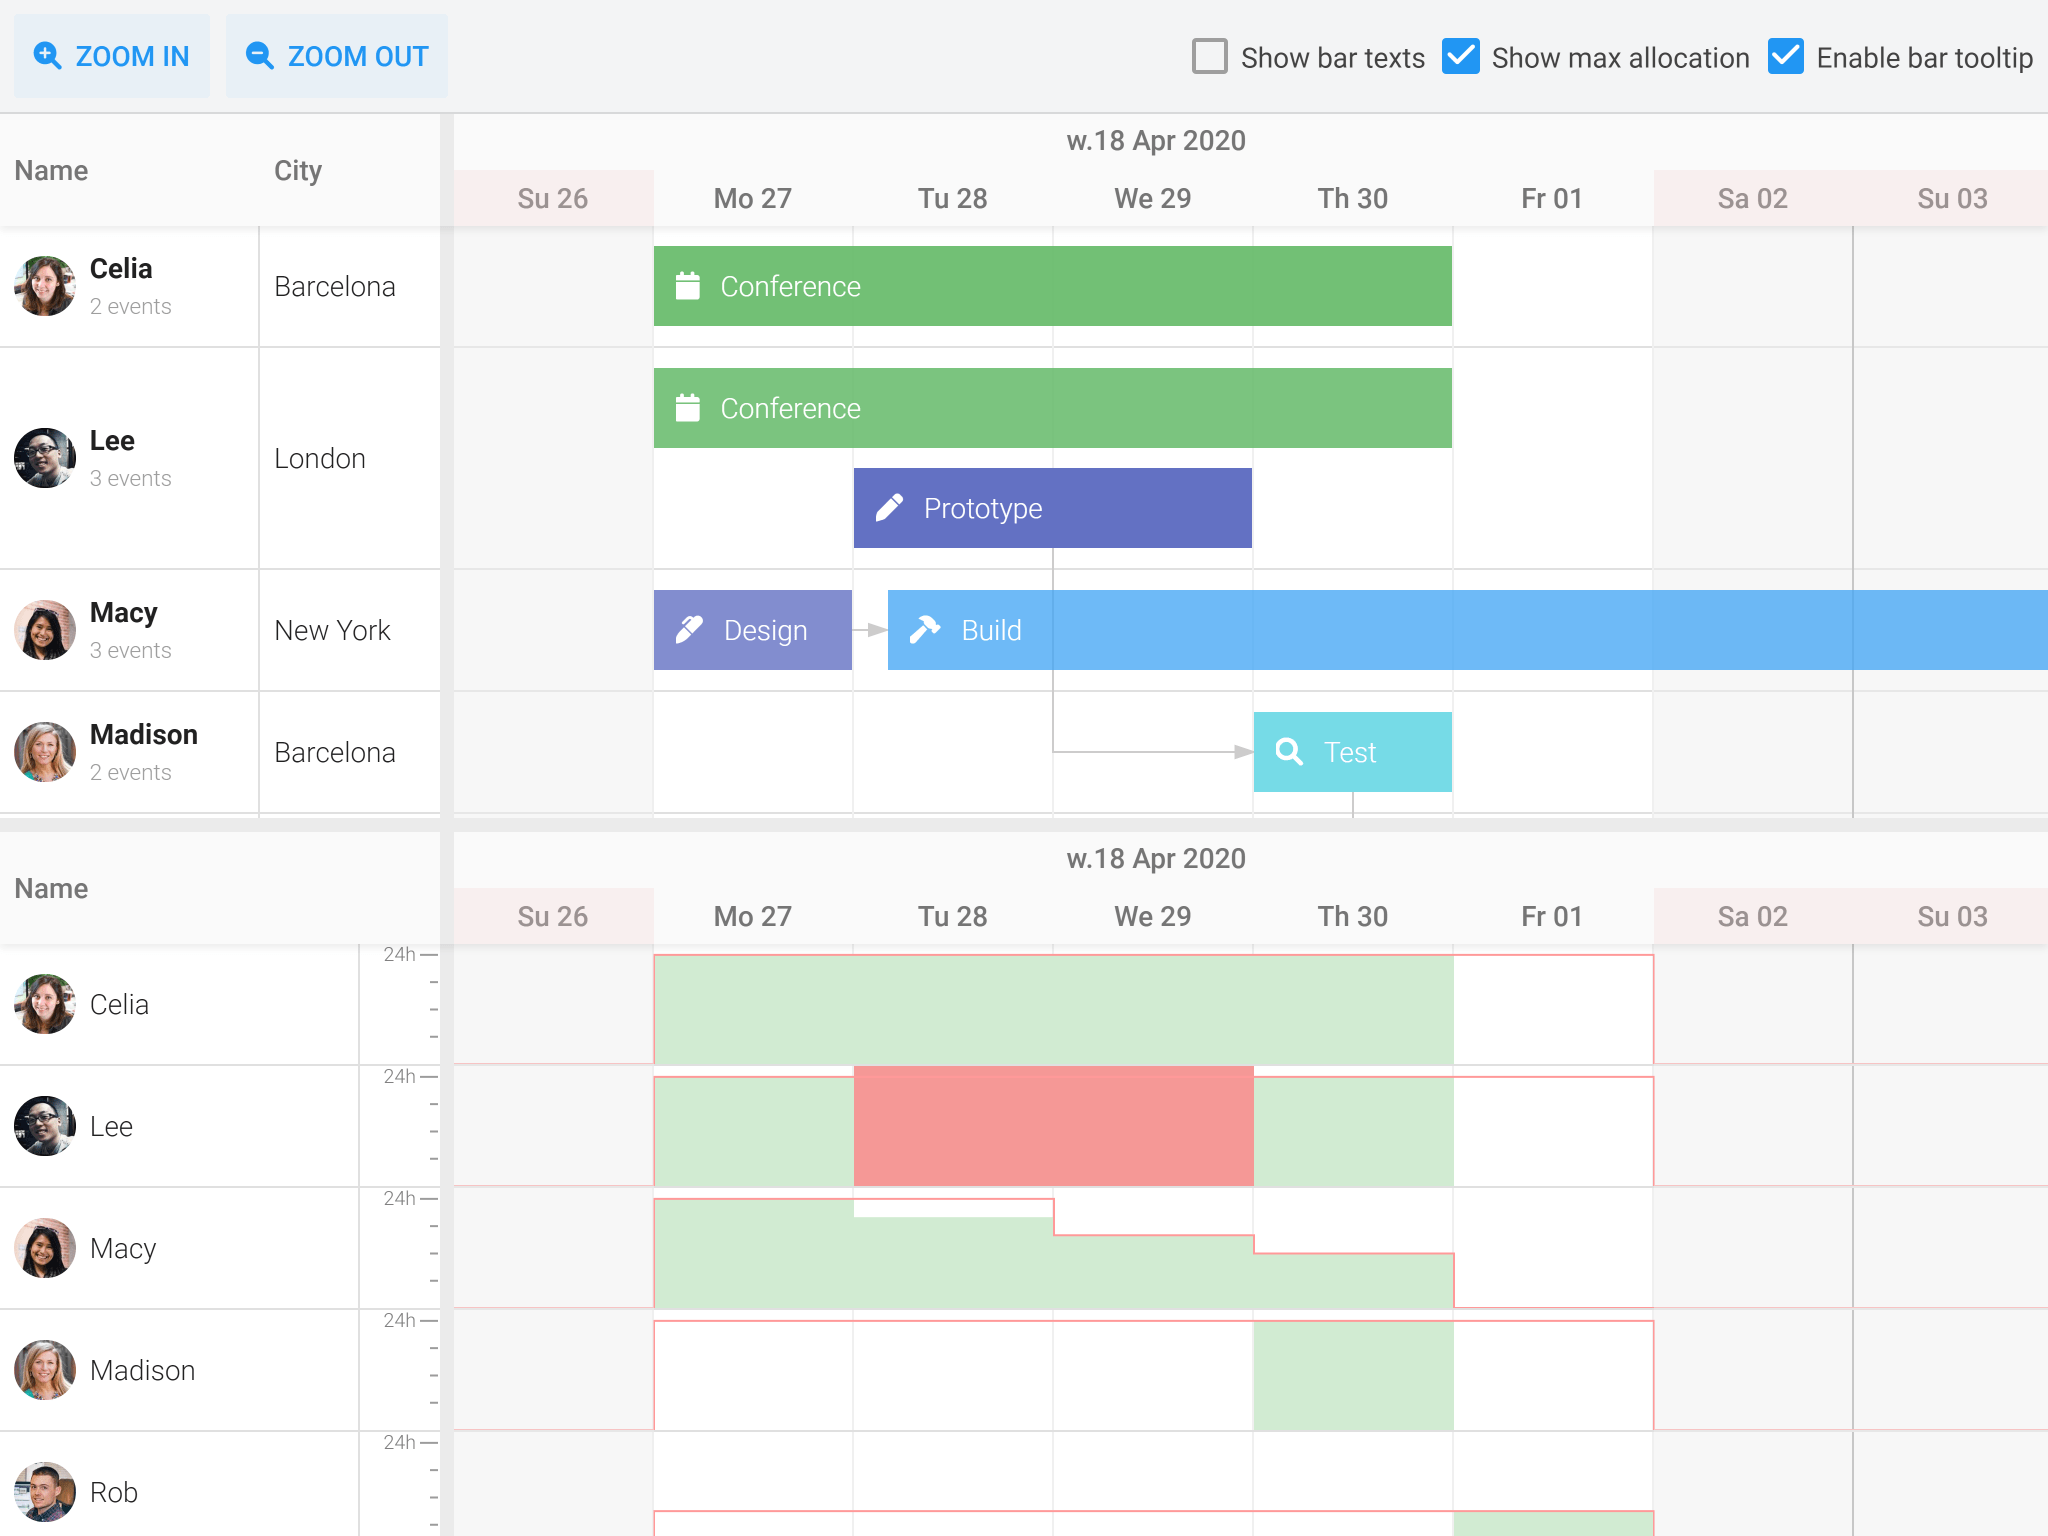 ZOOM IN ZOOM OUT Show bar texts Show max allocation Enable bar tooltip
Name City w.18 Apr 2020
Su 26 Mo 27 Tu 28 We 29 Th 30 Fr 01 Sa 02 Su 03
Celia
2 events
Barcelona
Conference
Lee
3 events
London
Conference
Prototype
Macy
3 events
New York
Design
Build
Madison
2 events
Barcelona
Test
Name w.18 Apr 2020
Su 26 Mo 27 Tu 28 We 29 Th 30 Fr 01 Sa 02 Su 03
24h
Celia
24h
Lee
24h
Macy
24h
Madison
24h
Rob